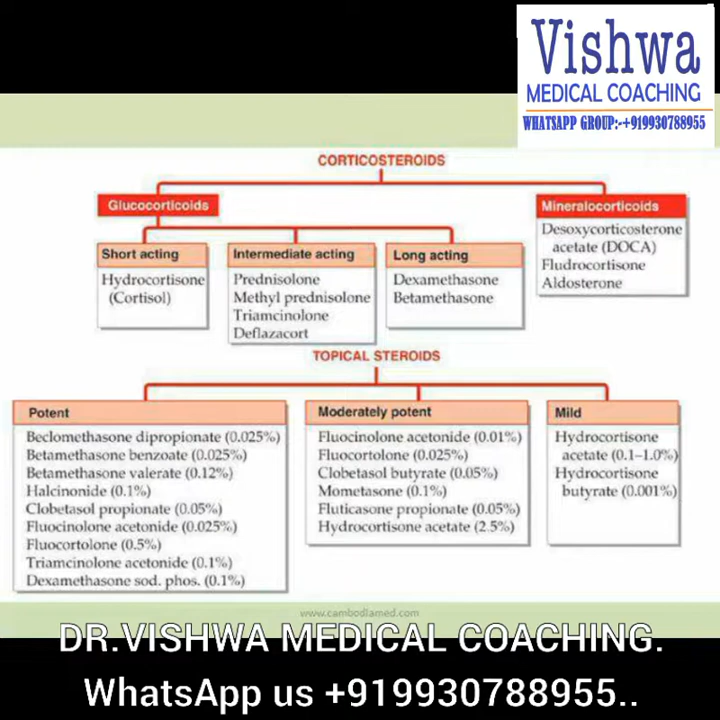 Vishwa
MEDICAL COACHING
WHATSAPP GROUP:-+919930788955
CORTICOSTEROIDS
Glucocorticoids
Mineralocorticoids
Desoxycorticosterone
acetate (DOCA)
Fludrocortisone
Aldosterone
Short acting
Hydrocortisone
(Cortisol)
Intermediate acting
Prednisolone
Methyl prednisolone
Triamcinolone
Deflazacort
Long acting
Dexamethasone
Betamethasone
TOPICAL STEROIDS
Potent
Beclomethasone dipropionate (0.025%)
Betamethasone benzoate (0.025%)
Betamethasone valerate (0.12%)
Halcinonide (0.1%)
Clobetasol propionate (0.05%)
Fluocinolone acetonide (0.025%)
Fluocortolone (0.5%)
Triamcinolone acetonide (0.1%)
Dexamethasone sod. phos. (0.1%)
Moderately potent
Fluocinolone acetonide (0.01%)
Fluocortolone (0.025%)
Clobetasol butyrate (0.05%)
Mometasone (0.1%)
Fluticasone propionate (0.05%)
Hydrocortisone acetate (2.5%)
Mild
Hydrocortisone
acetate (0.1–1.0%)
Hydrocortisone
butyrate (0.001%)
www.cambodiamed.com
DR.VISHWA MEDICAL COACHING.
WhatsApp us +919930788955..